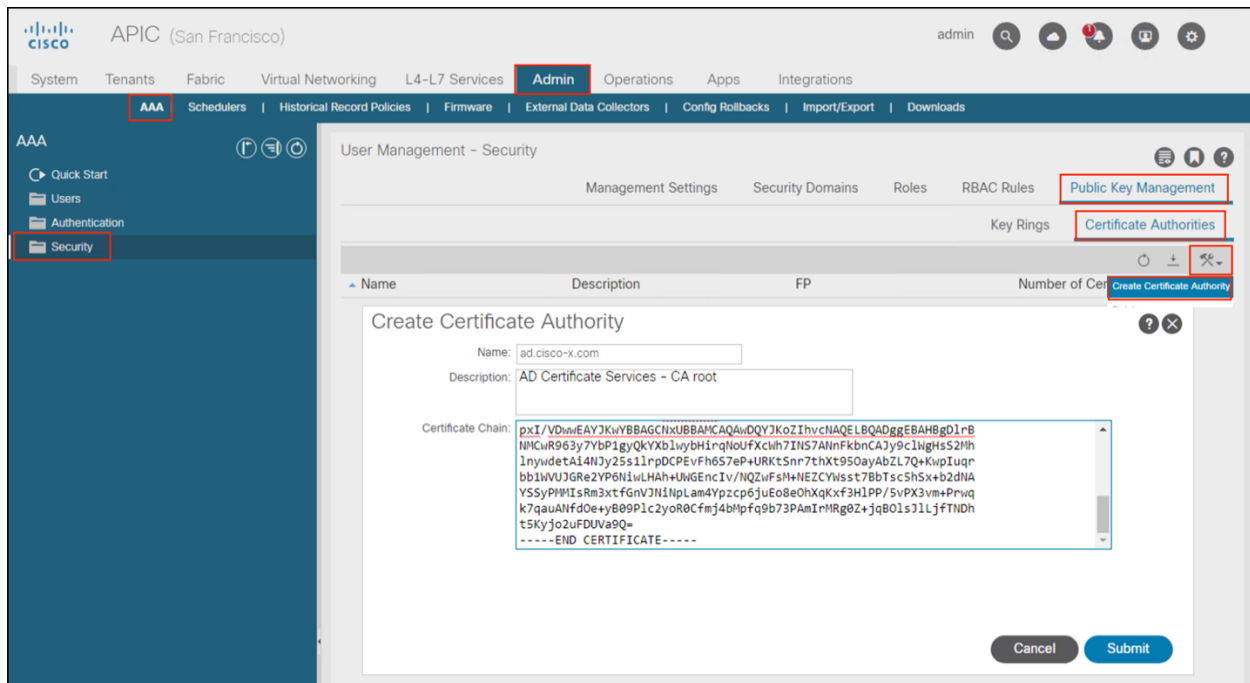 CISCO
APIC (San Francisco)
admin
1
System Tenants Fabric Virtual Networking L4-L7 Services Admin Operations Apps Integrations
AAA Schedulers | Historical Record Policies | Firmware | External Data Collectors | Config Rollbacks | Import/Export | Downloads
AAA
Quick Start
Users
Authentication
Security
User Management - Security
Management Settings Security Domains Roles RBAC Rules Public Key Management
Key Rings Certificate Authorities
Name Description FP Number of Cer
Create Certificate Authority
Create Certificate Authority
Name: ad.cisco-x.com
Description: AD Certificate Services - CA root
Certificate Chain:
pxI/VDwwEAYJKwYBBAGCNxUBBAMCAQAwDQYJKoZIhvcNAQELBQADggEBAHBgDlrB
NMCwR963y7YbP1gyQkYXblwybHirqNoUfXcWh7INS7ANnFkbnCAJy9clWgHsS2Mh
lnywdetAi4NJy25s1lrpDCPEvFh6S7eP+URKtSnr7thXt95OayAbZL7Q+KwpIuqr
bb1WVUJGRe2YP6NiwLHAh+UWGEncIv/NQZwFsM+NEZCYWsst7BbTsc5hSx+b2dNA
YSSyPMMIsRm3xtfGnVJNiNpLam4Ypzcp6juEo8eOhXqKxf3HlPP/5vPX3vm+Prwq
k7qauANfdOe+yB09Plc2yoR0Cfmj4bMpfq9b73PAmIrMRg0Z+jqBOlsJlLjfTNDh
t5Kyjo2uFDUVa9Q=
-----END CERTIFICATE-----
Cancel Submit